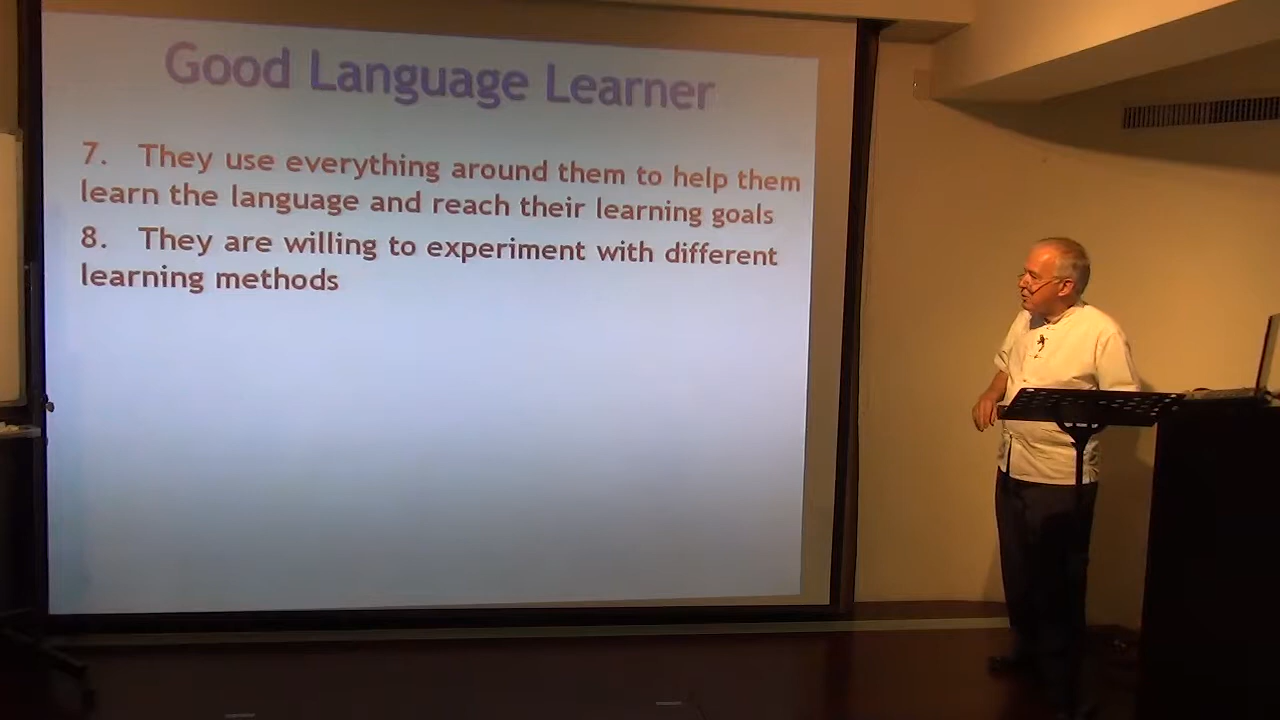 Good Language Learner
7. They use everything around them to help them
learn the language and reach their learning goals
8. They are willing to experiment with different
learning methods